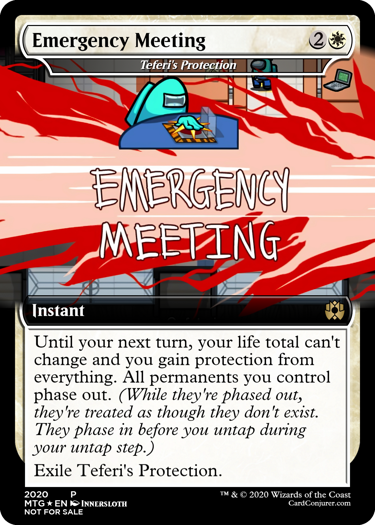 Emergency Meeting 2
Teferi's Protection
EMERGENCY
MEETING
Instant
Until your next turn, your life total can't
change and you gain protection from
everything. All permanents you control
phase out. (While they're phased out,
they're treated as though they don't exist.
They phase in before you untap during
your untap step.)
Exile Teferi's Protection.
2020 P
MTG ★ EN INNERSLOTH
NOT FOR SALE
™ & © 2020 Wizards of the Coast
CardConjurer.com